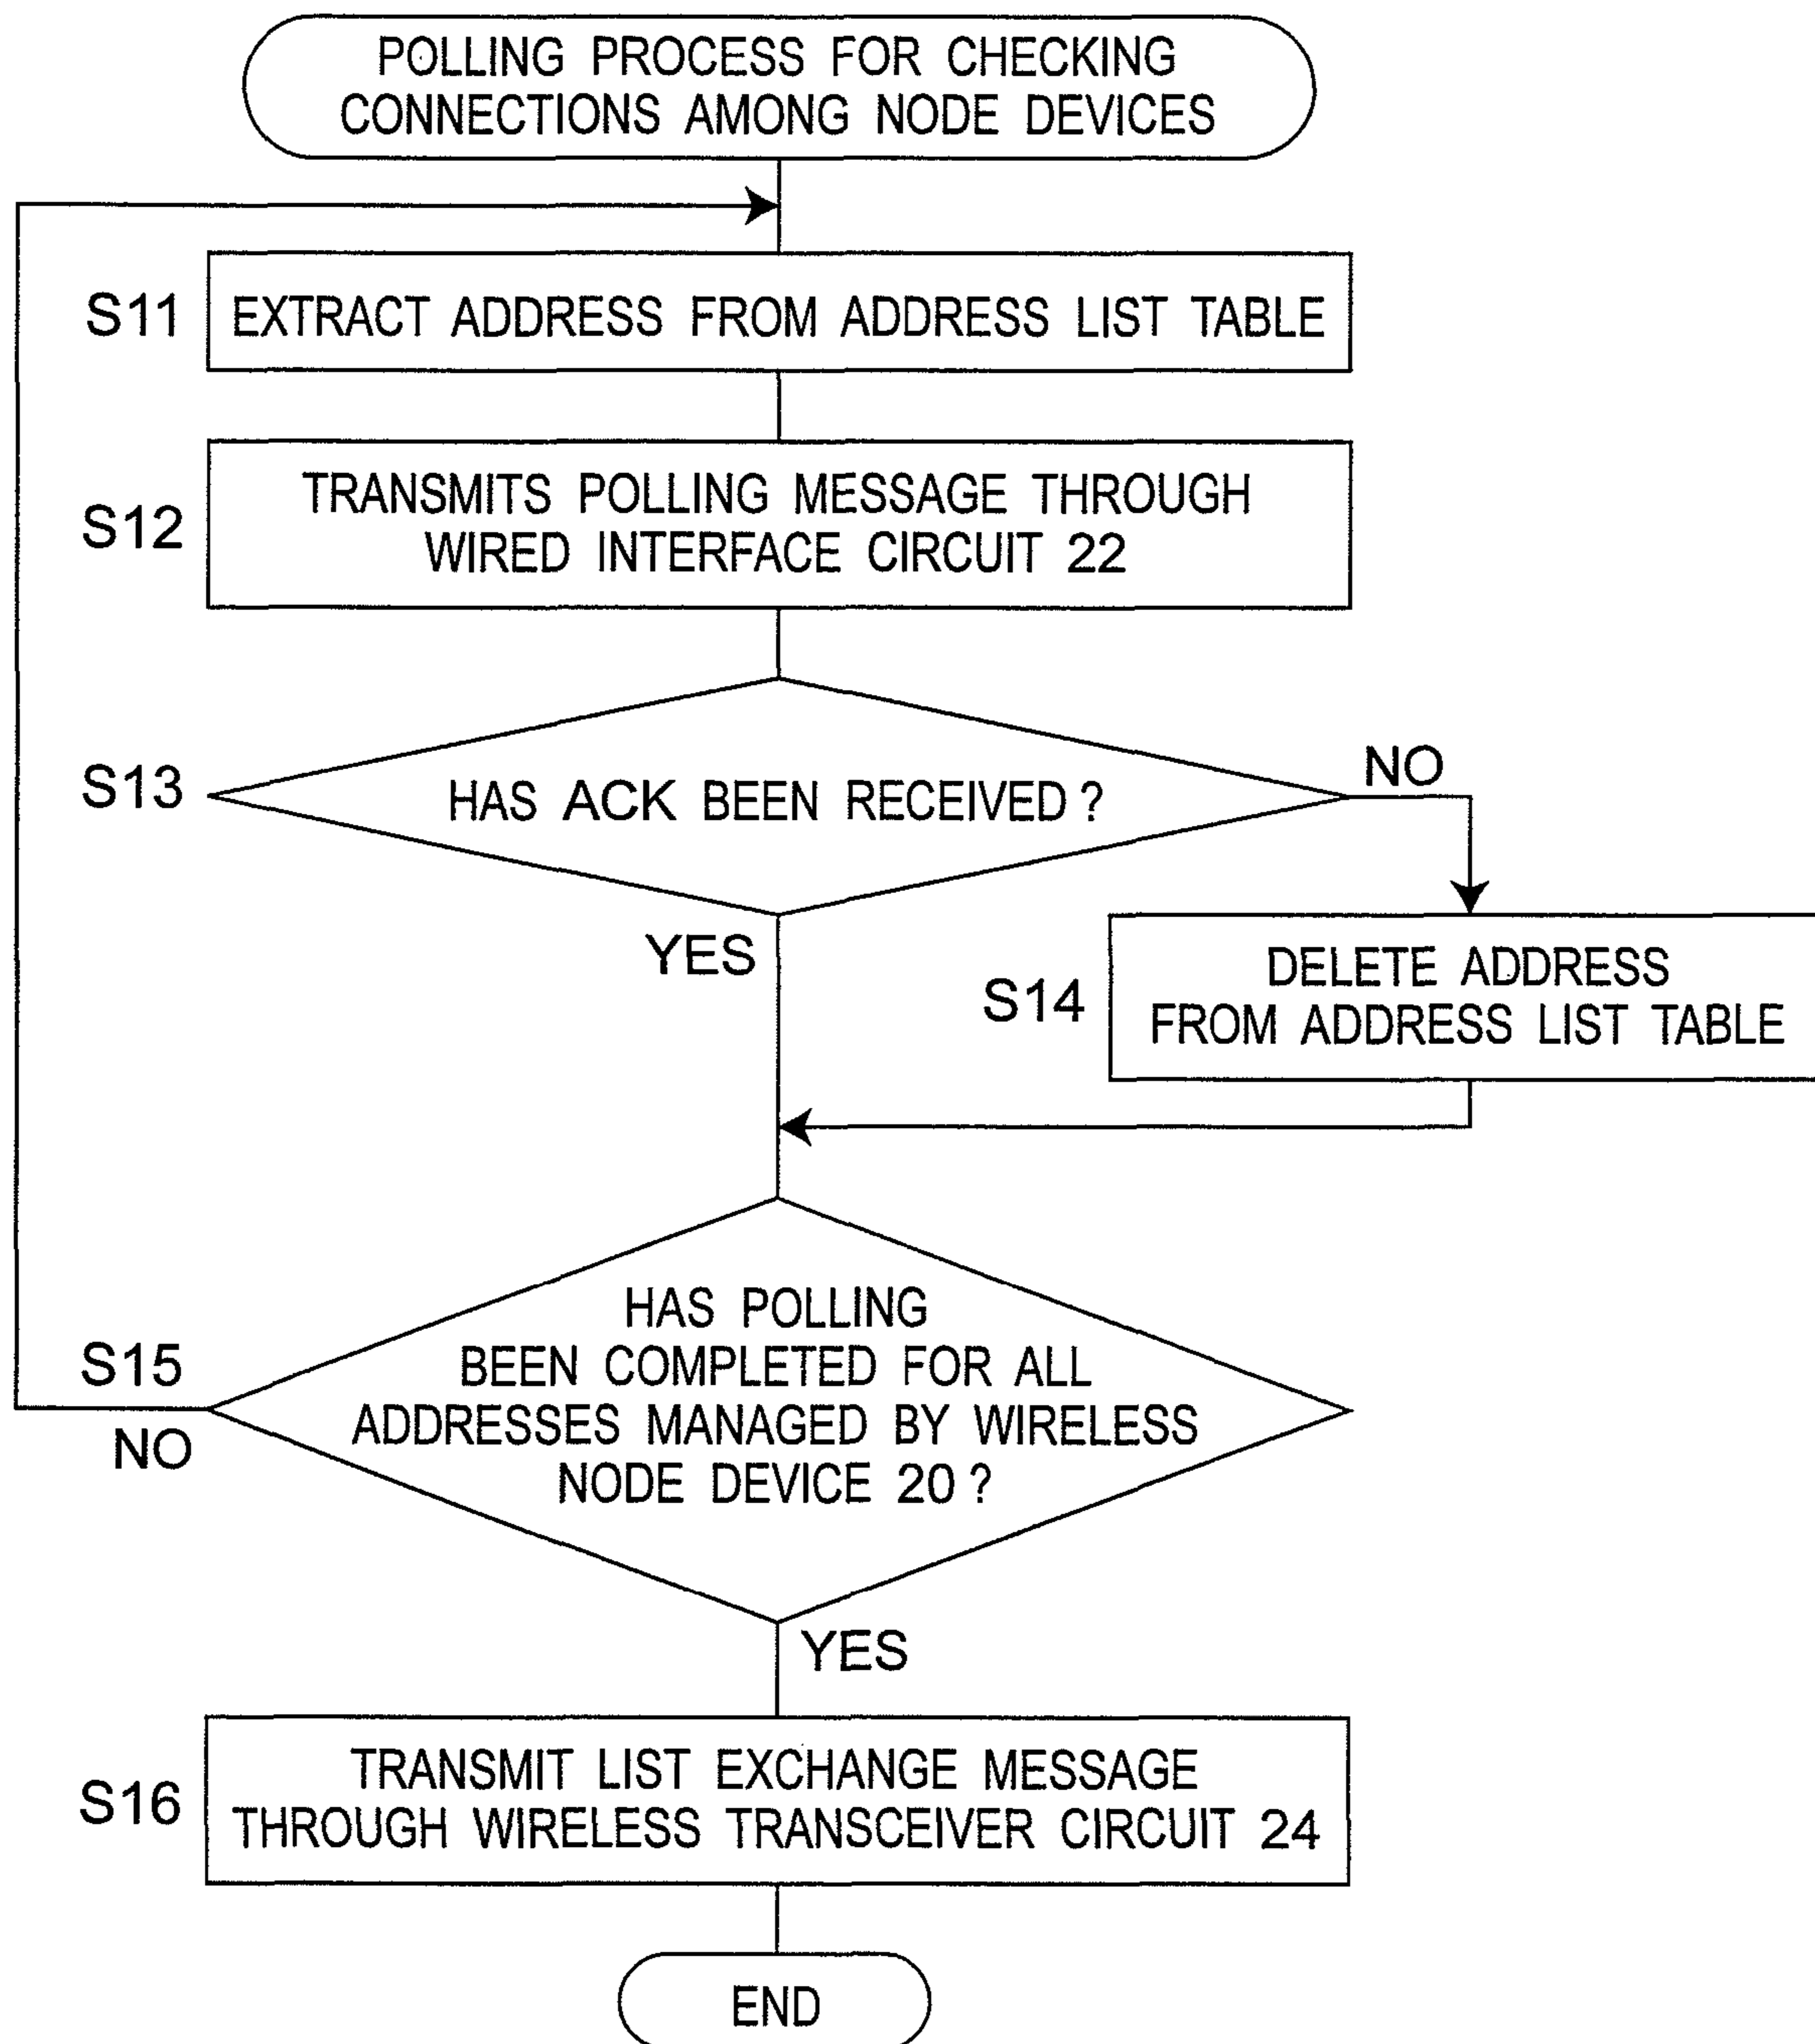 POLLING PROCESS FOR CHECKING
CONNECTIONS AMONG NODE DEVICES
S11
EXTRACT ADDRESS FROM ADDRESS LIST TABLE
S12
TRANSMITS POLLING MESSAGE THROUGH
WIRED INTERFACE CIRCUIT 22
S13
HAS ACK BEEN RECEIVED?
NO
YES
S14
DELETE ADDRESS
FROM ADDRESS LIST TABLE
S15
HAS POLLING
BEEN COMPLETED FOR ALL
ADDRESSES MANAGED BY WIRELESS
NODE DEVICE 20?
NO
YES
S16
TRANSMIT LIST EXCHANGE MESSAGE
THROUGH WIRELESS TRANSCEIVER CIRCUIT 24
END